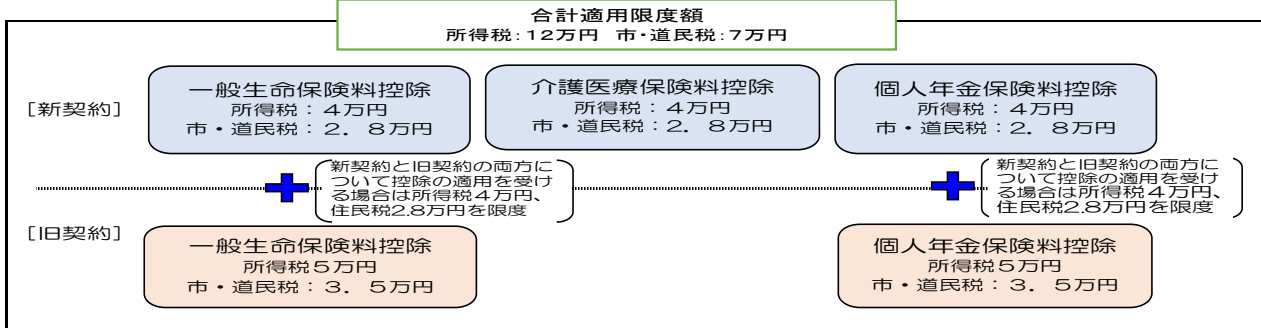 合計適用限度額
所得税：12万円 市・道民税：7万円
[新契約]
一般生命保険料控除
所得税：４万円
市・道民税：２．８万円
介護医療保険料控除
所得税：４万円
市・道民税：２．８万円
個人年金保険料控除
所得税：４万円
市・道民税：２．８万円
新契約と旧契約の両方に
ついて控除の適用を受け
る場合は所得税４万円、
住民税2.8万円を限度
新契約と旧契約の両方に
ついて控除の適用を受け
る場合は所得税４万円、
住民税2.8万円を限度
[旧契約]
一般生命保険料控除
所得税５万円
市・道民税：３．５万円
個人年金保険料控除
所得税５万円
市・道民税：３．５万円